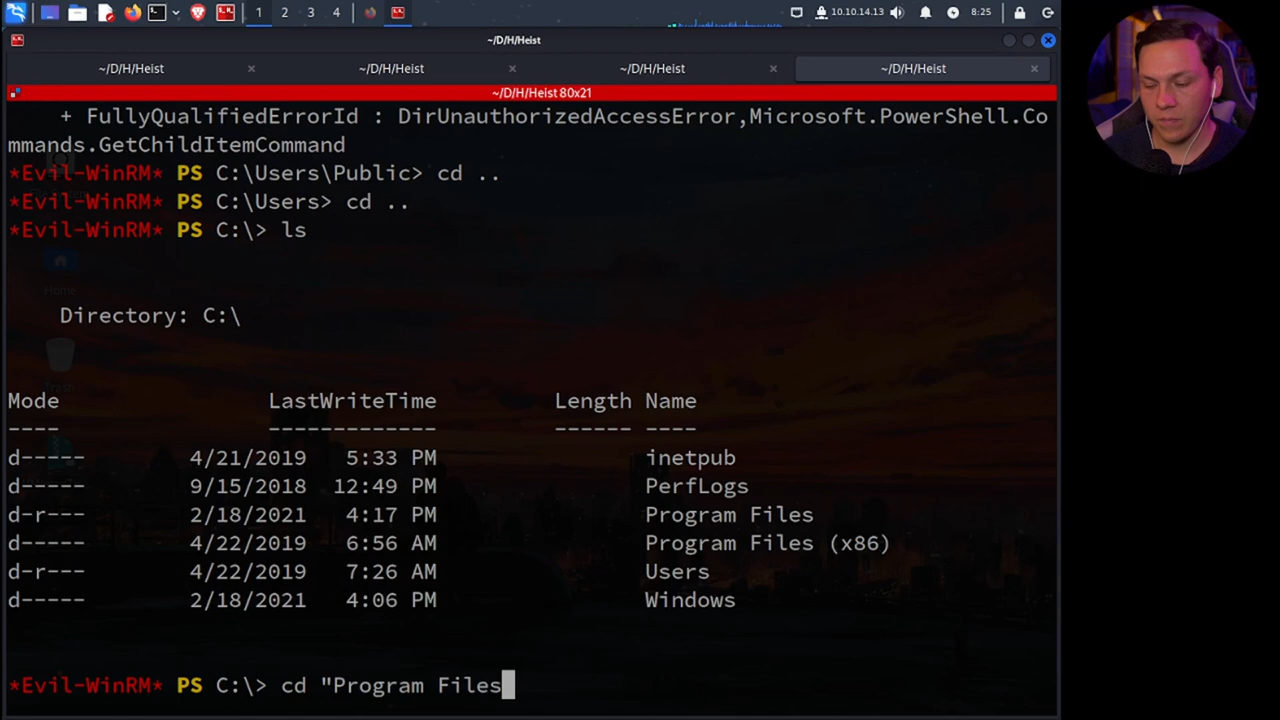 1 2 3 4 10.10.14.13 8:25
~/D/H/Heist
~/D/H/Heist ~/D/H/Heist ~/D/H/Heist ~/D/H/Heist
~/D/H/Heist 80x21
+ FullyQualifiedErrorId : DirUnauthorizedAccessError,Microsoft.PowerShell.Co
mmands.GetChildItemCommand
*Evil-WinRM* PS C:\Users\Public> cd ..
*Evil-WinRM* PS C:\Users> cd ..
*Evil-WinRM* PS C:\> ls
Home
Directory: C:\
Trash
Mode LastWriteTime Length Name
---- ------------- ------ ----
d----- 4/21/2019 5:33 PM inetpub
d----- 9/15/2018 12:49 PM PerfLogs
d-r--- 2/18/2021 4:17 PM Program Files
d----- 4/22/2019 6:56 AM Program Files (x86)
d-r--- 4/22/2019 7:26 AM Users
d----- 2/18/2021 4:06 PM Windows
*Evil-WinRM* PS C:\> cd "Program Files